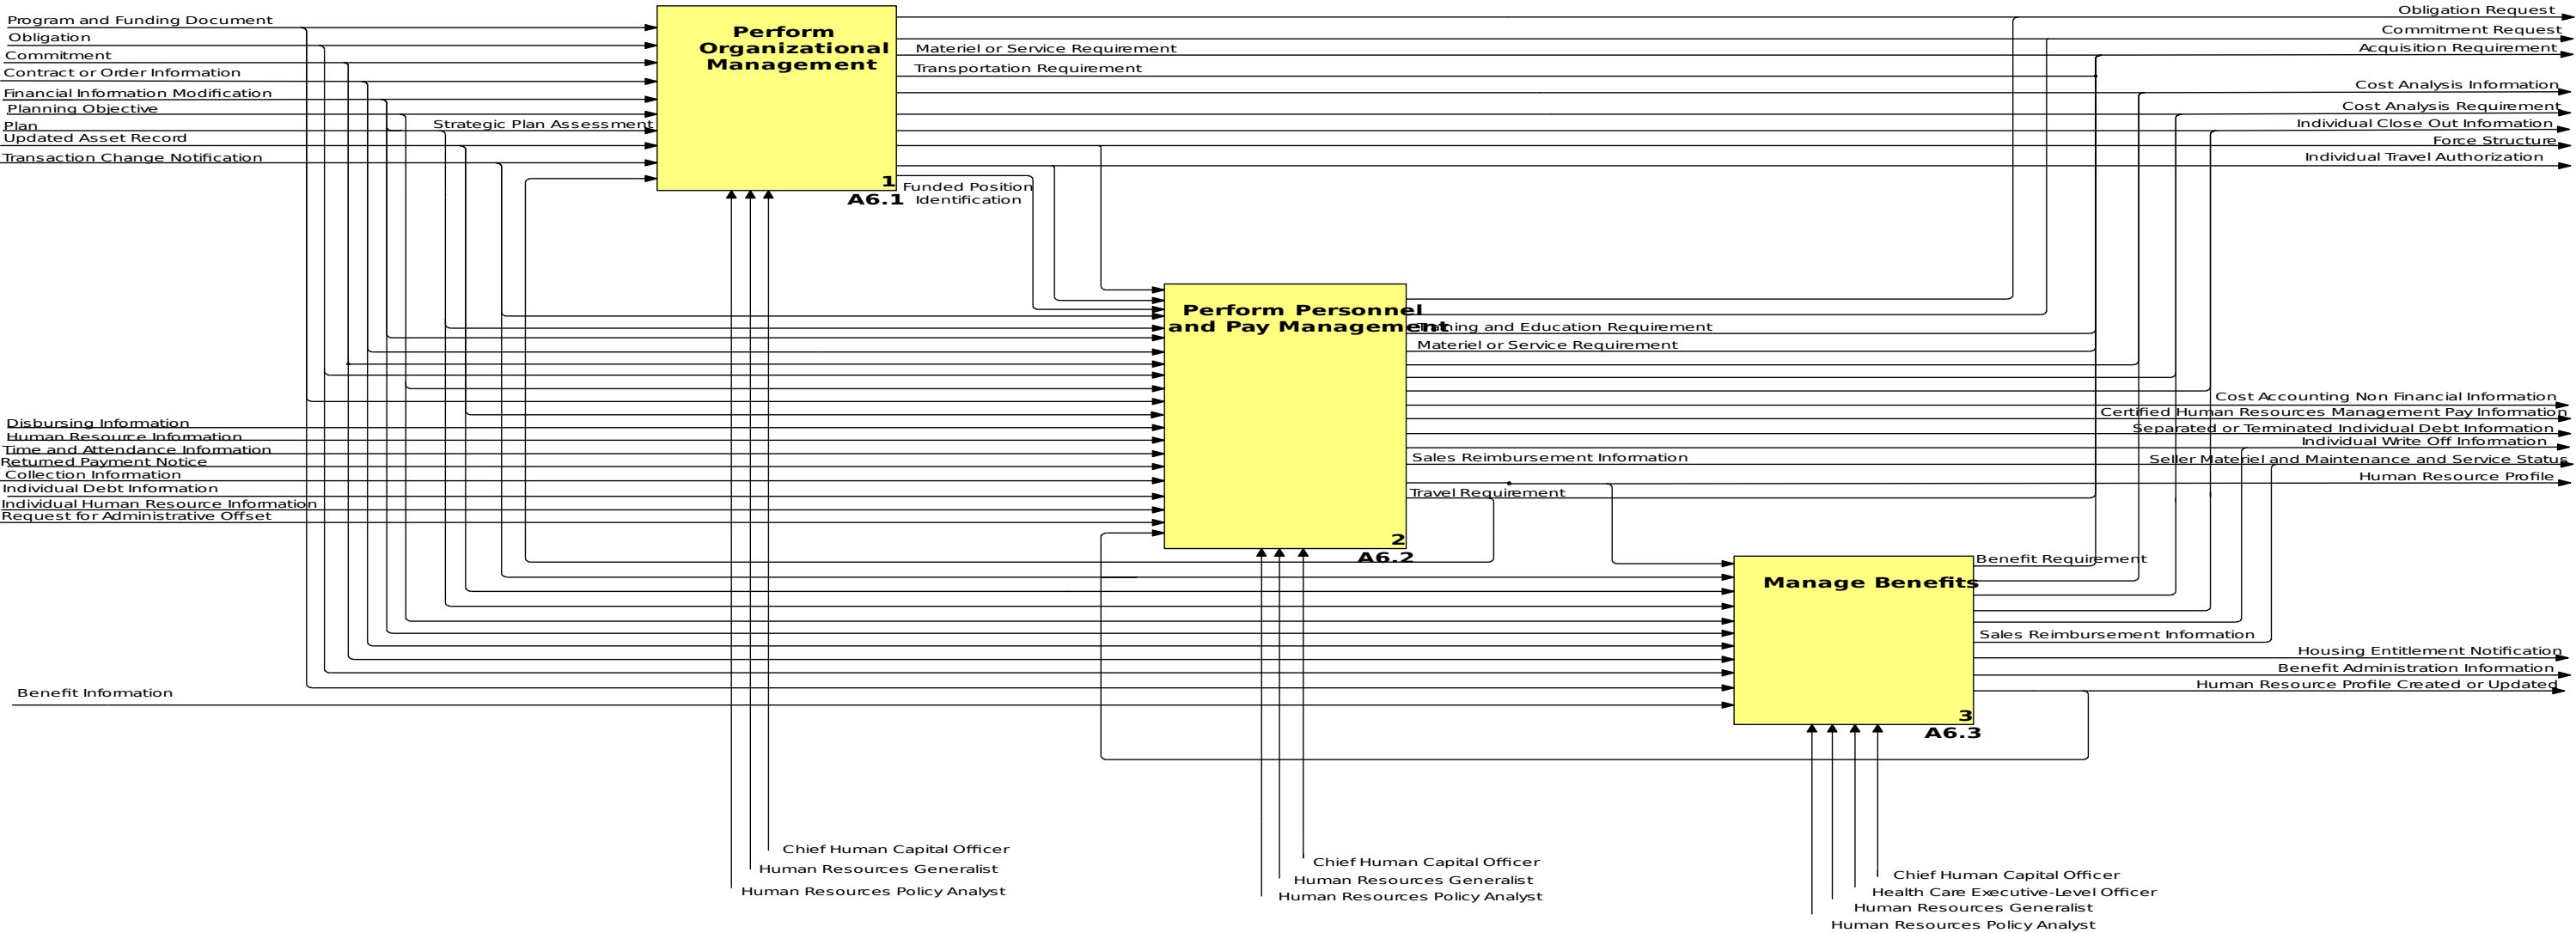 Program and Funding Document
Obligation
Commitment
Contract or Order Information
Financial Information Modification
Planning Objective
Plan
Updated Asset Record
Transaction Change Notification
Strategic Plan Assessment
Perform
Organizational
Management
1
A6.1
Materiel or Service Requirement
Transportation Requirement
Funded Position
Identification
Obligation Request
Commitment Request
Acquisition Requirement
Cost Analysis Information
Cost Analysis Requirement
Individual Close Out Information
Force Structure
Individual Travel Authorization
Perform Personnel
and Pay Management
2
A6.2
Training and Education Requirement
Materiel or Service Requirement
Sales Reimbursement Information
Travel Requirement
Disbursing Information
Human Resource Information
Time and Attendance Information
Returned Payment Notice
Collection Information
Individual Debt Information
Individual Human Resource Information
Request for Administrative Offset
Cost Accounting Non Financial Information
Certified Human Resources Management Pay Information
Separated or Terminated Individual Debt Information
Individual Write Off Information
Seller Materiel and Maintenance and Service Status
Human Resource Profile
Manage Benefits
3
A6.3
Benefit Requirement
Sales Reimbursement Information
Housing Entitlement Notification
Benefit Administration Information
Human Resource Profile Created or Updated
Benefit Information
Chief Human Capital Officer
Human Resources Generalist
Human Resources Policy Analyst
Chief Human Capital Officer
Human Resources Generalist
Human Resources Policy Analyst
Chief Human Capital Officer
Health Care Executive-Level Officer
Human Resources Generalist
Human Resources Policy Analyst